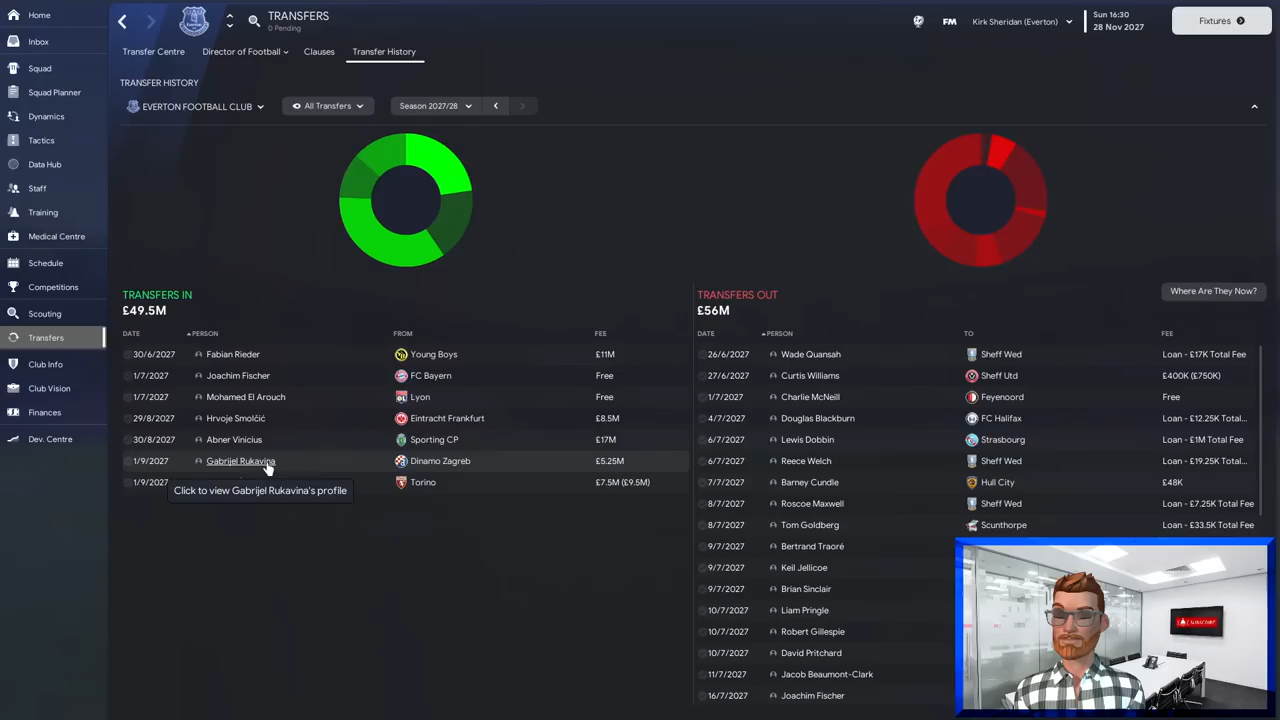 Home
Inbox
Squad
Squad Planner
Dynamics
Tactics
Data Hub
Staff
Training
Medical Centre
Schedule
Competitions
Scouting
Transfers
Club Info
Club Vision
Finances
Dev. Centre
TRANSFERS
0 Pending
FM
Kirk Sheridan (Everton)
Sun 16:30
28 Nov 2027
Fixtures
Transfer Centre Director of Football Clauses Transfer History
TRANSFER HISTORY
EVERTON FOOTBALL CLUB All Transfers Season 2027/28
TRANSFERS IN
£49.5M
DATE PERSON FROM FEE
30/6/2027 Fabian Rieder Young Boys £11M
1/7/2027 Joachim Fischer FC Bayern Free
1/7/2027 Mohamed El Arouch Lyon Free
29/8/2027 Hrvoje Smolčić Eintracht Frankfurt £8.5M
30/8/2027 Abner Vinícius Sporting CP £17M
1/9/2027 Gabrijel Rukavina Dinamo Zagreb £5.25M
1/9/2027 Torino £7.5M (£9.5M)
Click to view Gabrijel Rukavina's profile
TRANSFERS OUT
£56M
Where Are They Now?
DATE PERSON TO FEE
26/6/2027 Wade Quansah Sheff Wed Loan - £17K Total Fee
27/6/2027 Curtis Williams Sheff Utd £400K (£750K)
1/7/2027 Charlie McNeill Feyenoord Free
4/7/2027 Douglas Blackburn FC Halifax Loan - £12.25K Total...
6/7/2027 Lewis Dobbin Strasbourg Loan - £1M Total Fee
6/7/2027 Reece Welch Sheff Wed Loan - £19.25K Total...
7/7/2027 Barney Cundle Hull City £48K
8/7/2027 Roscoe Maxwell Sheff Wed Loan - £7.25K Total Fee
8/7/2027 Tom Goldberg Scunthorpe Loan - £33.5K Total Fee
9/7/2027 Bertrand Traoré
9/7/2027 Keil Jellicoe
9/7/2027 Brian Sinclair
10/7/2027 Liam Pringle
10/7/2027 Robert Gillespie
10/7/2027 David Pritchard
11/7/2027 Jacob Beaumont-Clark
16/7/2027 Joachim Fischer
SUBSCRIBE